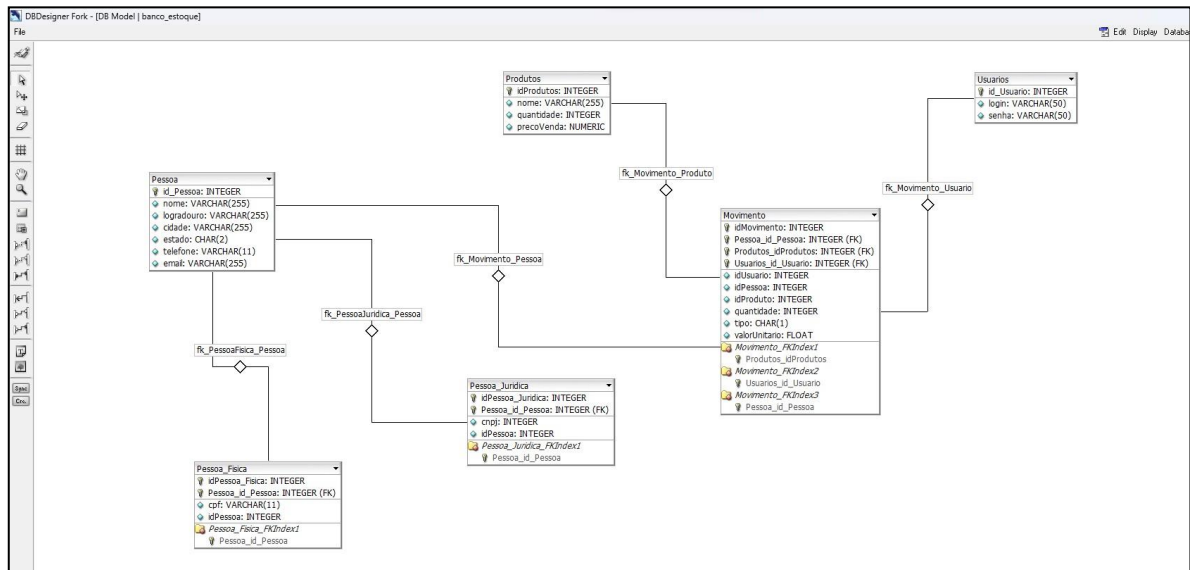 DBDesigner Fork - [DB Model | banco_estoque]
File
Edit Display Databa
Produtos
idProdutos: INTEGER
nome: VARCHAR(255)
quantidade: INTEGER
precoVenda: NUMERIC
Usuarios
id_Usuario: INTEGER
login: VARCHAR(50)
senha: VARCHAR(50)
fk_Movimento_Produto
fk_Movimento_Usuario
Pessoa
id_Pessoa: INTEGER
nome: VARCHAR(255)
logradouro: VARCHAR(255)
cidade: VARCHAR(255)
estado: CHAR(2)
telefone: VARCHAR(11)
email: VARCHAR(255)
fk_Movimento_Pessoa
Movimento
idMovimento: INTEGER
Pessoa_id_Pessoa: INTEGER (FK)
Produtos_idProdutos: INTEGER (FK)
Usuarios_id_Usuario: INTEGER (FK)
idUsuario: INTEGER
idPessoa: INTEGER
idProduto: INTEGER
quantidade: INTEGER
tipo: CHAR(1)
valorUnitario: FLOAT
Movimento_FKIndex1
Produtos_idProdutos
Movimento_FKIndex2
Usuarios_id_Usuario
Movimento_FKIndex3
Pessoa_id_Pessoa
fk_PessoaJuridica_Pessoa
fk_PessoaFisica_Pessoa
Pessoa_Juridica
idPessoa_Juridica: INTEGER
Pessoa_id_Pessoa: INTEGER (FK)
cnpj: INTEGER
idPessoa: INTEGER
Pessoa_Juridica_FKIndex1
Pessoa_id_Pessoa
Sync
Pessoa_Fisica
idPessoa_Fisica: INTEGER
Pessoa_id_Pessoa: INTEGER (FK)
cpf: VARCHAR(11)
idPessoa: INTEGER
Pessoa_Fisica_FKIndex1
Pessoa_id_Pessoa